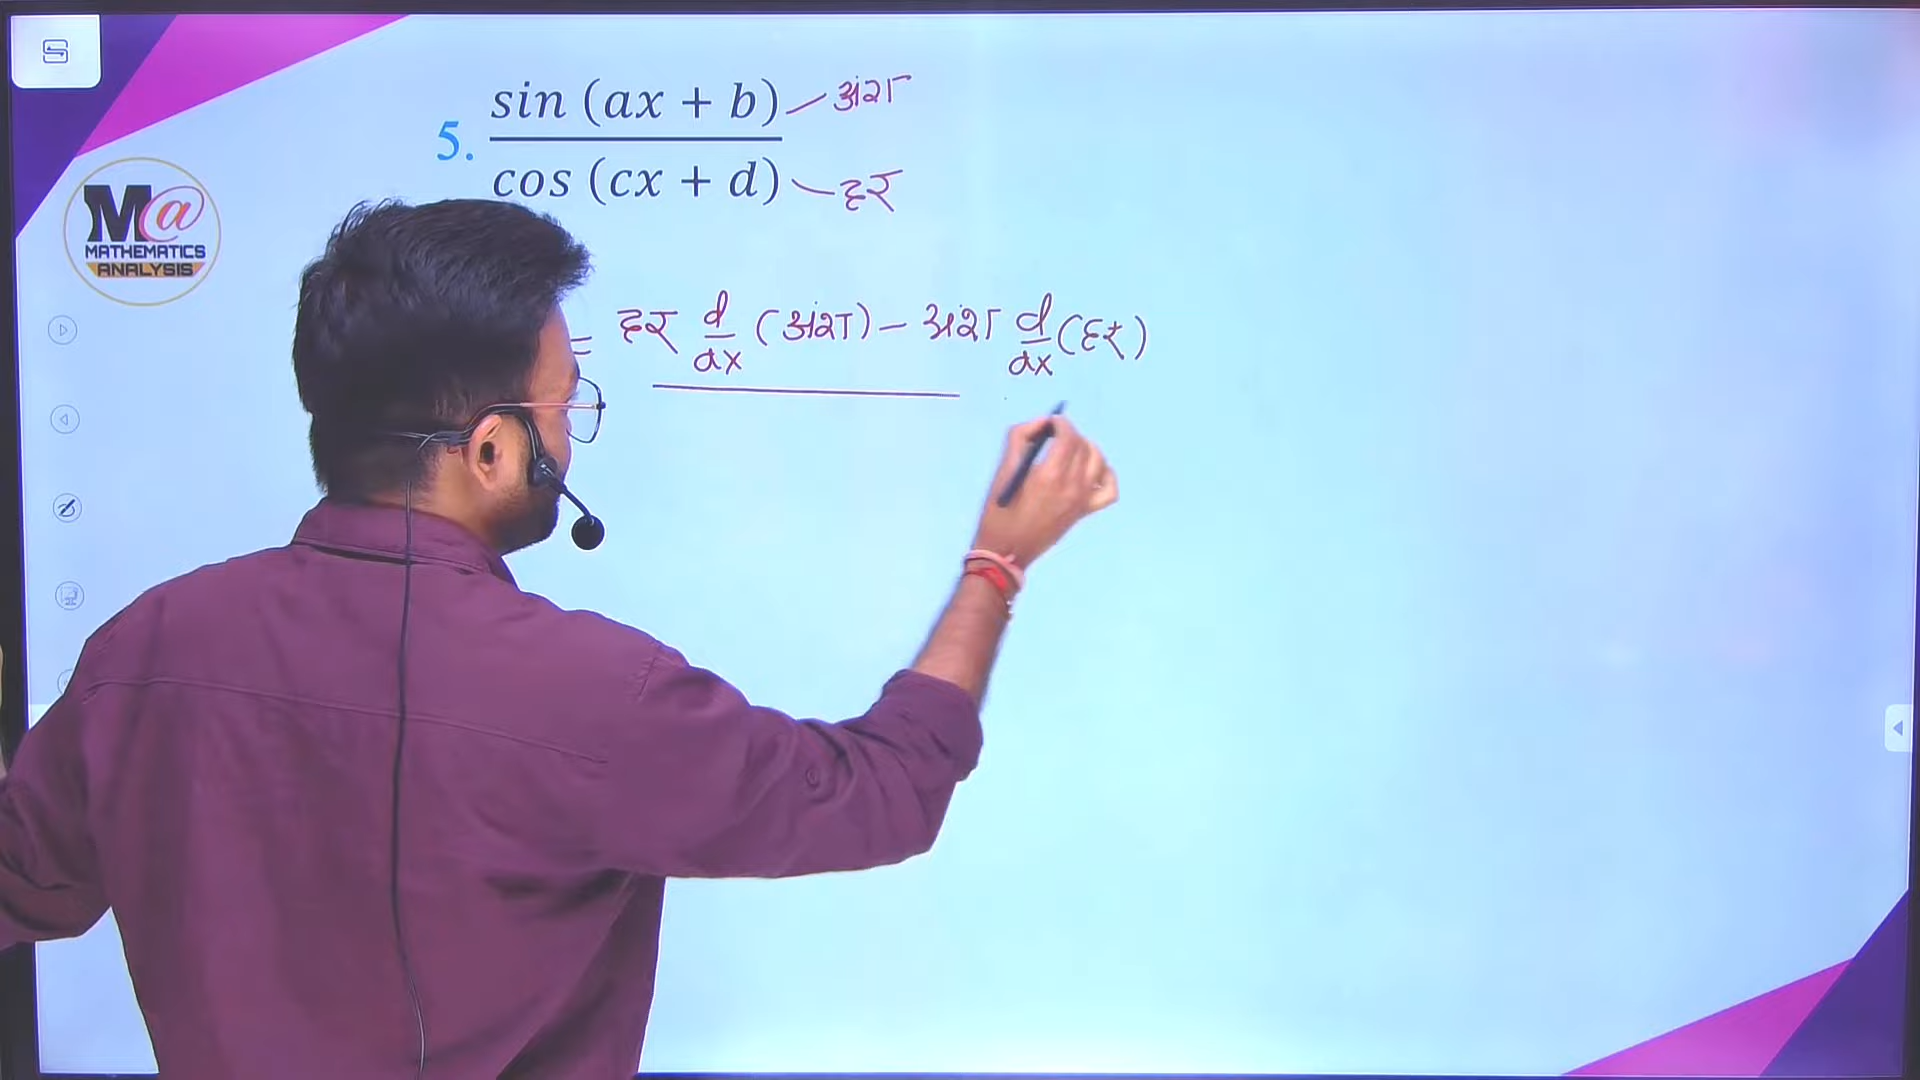 5. sin (ax + b) अंश
cos (cx + d) हर
M@
MATHEMATICS
ANALYSIS
= हर d/dx (अंश) - अंश d/dx (हर)